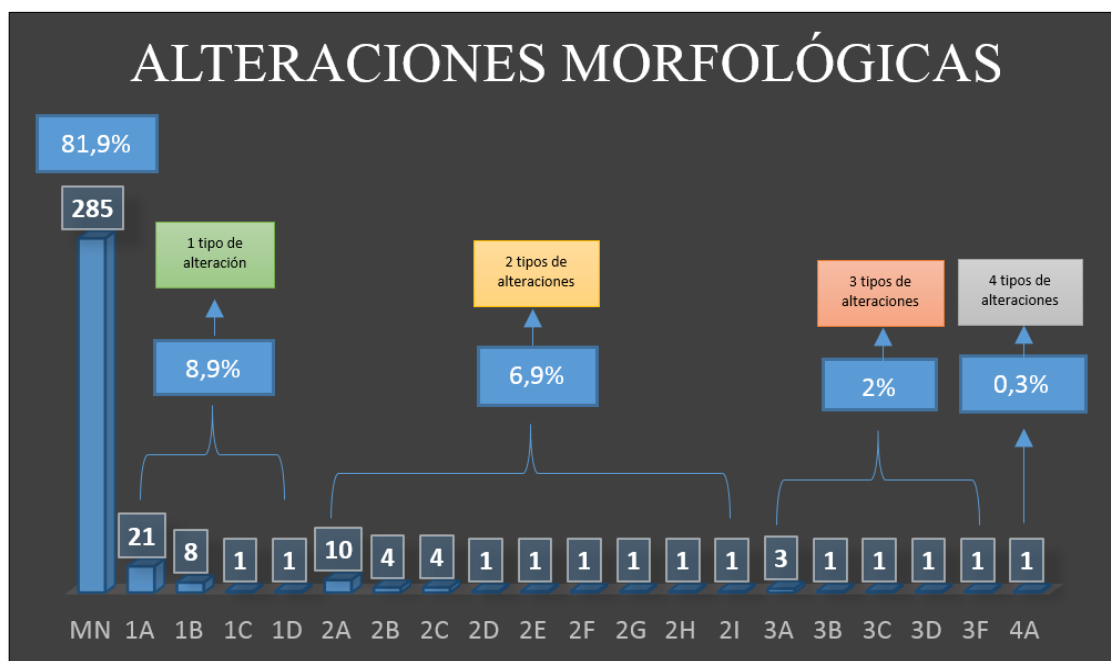 ALTERACIONES MORFOLÓGICAS
81,9%
285
1 tipo de
alteración
2 tipos de
alteraciones
3 tipos de
alteraciones
4 tipos de
alteraciones
8,9%
6,9%
2%
0,3%
21 8 1 1 10 4 4 1 1 1 1 1 1 3 1 1 1 1 1
MN 1A 1B 1C 1D 2A 2B 2C 2D 2E 2F 2G 2H 2I 3A 3B 3C 3D 3F 4A